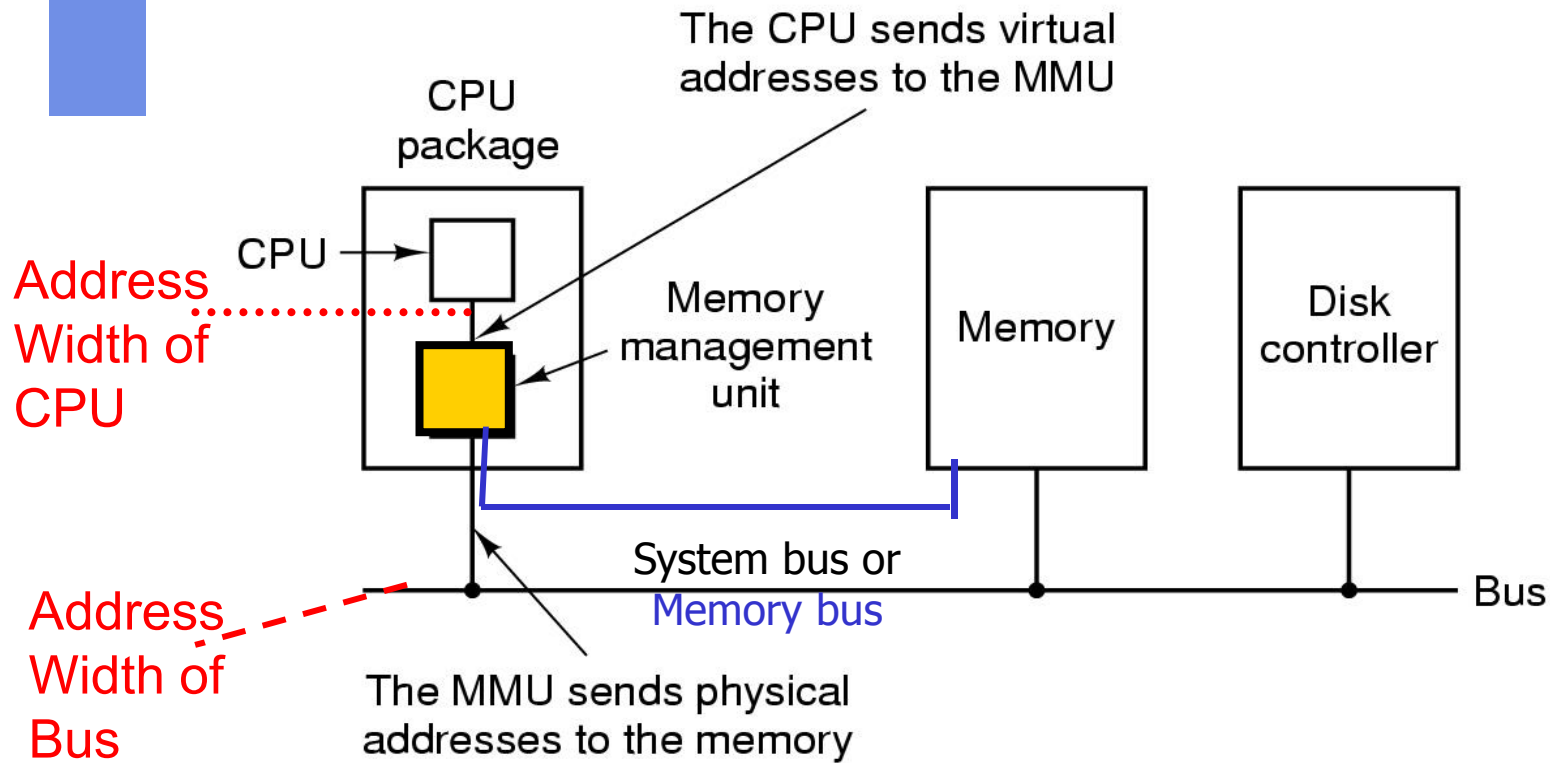 The CPU sends virtual
addresses to the MMU
CPU
package
CPU
Address
Width of
CPU
Memory
management
unit
Memory
Disk
controller
System bus or
Memory bus
Bus
Address
Width of
Bus
The MMU sends physical
addresses to the memory